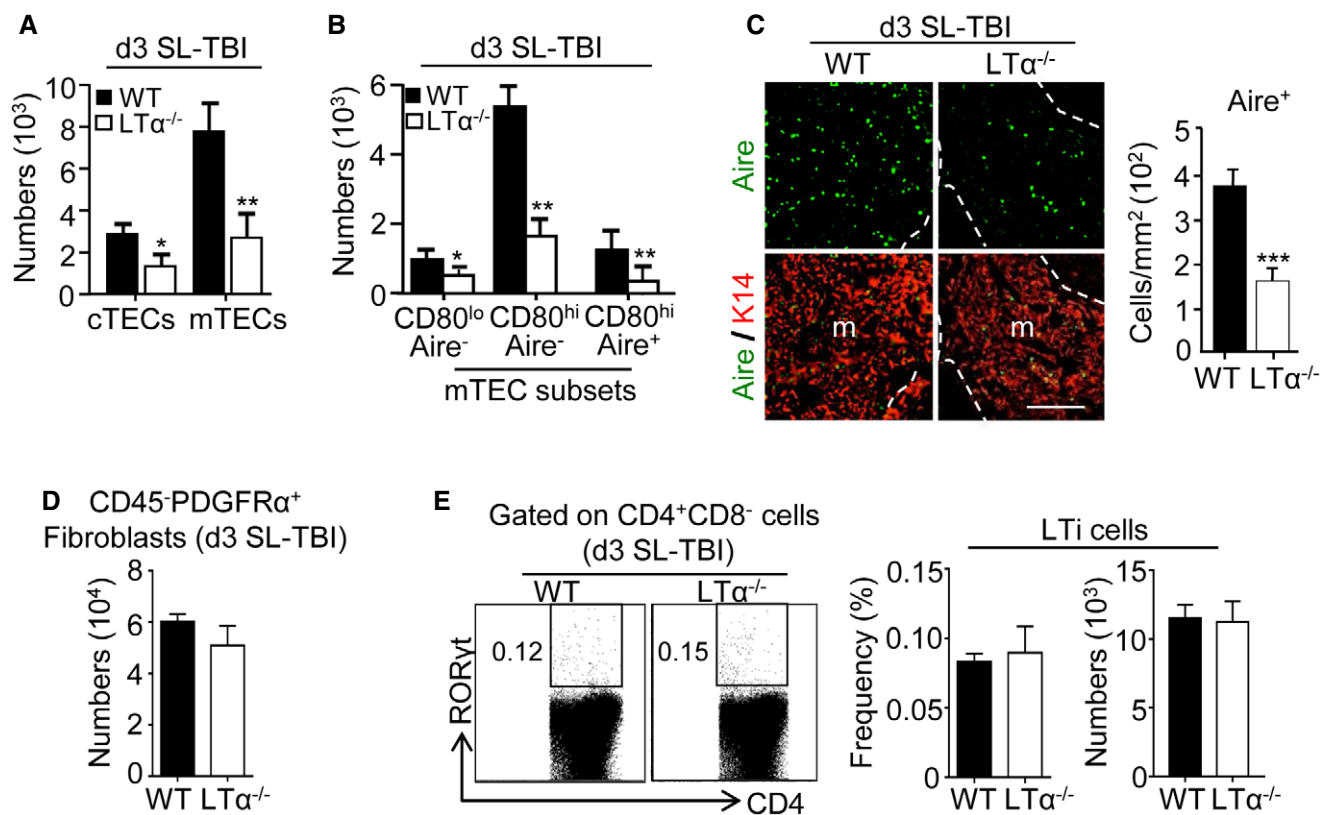 A
d3 SL-TBI
WT
LTα-/-
Numbers (10³)
10
8
6
4
2
0
*
**
cTECs mTECs
B
d3 SL-TBI
WT
LTα-/-
Numbers (10³)
6
4
2
0
*
**
**
CD80lo CD80hi CD80hi
Aire- Aire- Aire+
mTEC subsets
C
d3 SL-TBI
WT LTα-/-
Aire
Aire / K14
m
m
Aire+
Cells/mm² (10²)
5
4
3
2
1
0
***
WT LTα-/-
D
CD45-PDGFRα+
Fibroblasts (d3 SL-TBI)
Numbers (10⁴)
8
6
4
2
0
WT LTα-/-
E
Gated on CD4+CD8- cells
(d3 SL-TBI)
WT LTα-/-
0.12
0.15
RORγt
CD4
LTi cells
Frequency (%)
0.15
0.10
0.05
0
WT LTα-/-
Numbers (10³)
15
10
5
0
WT LTα-/-